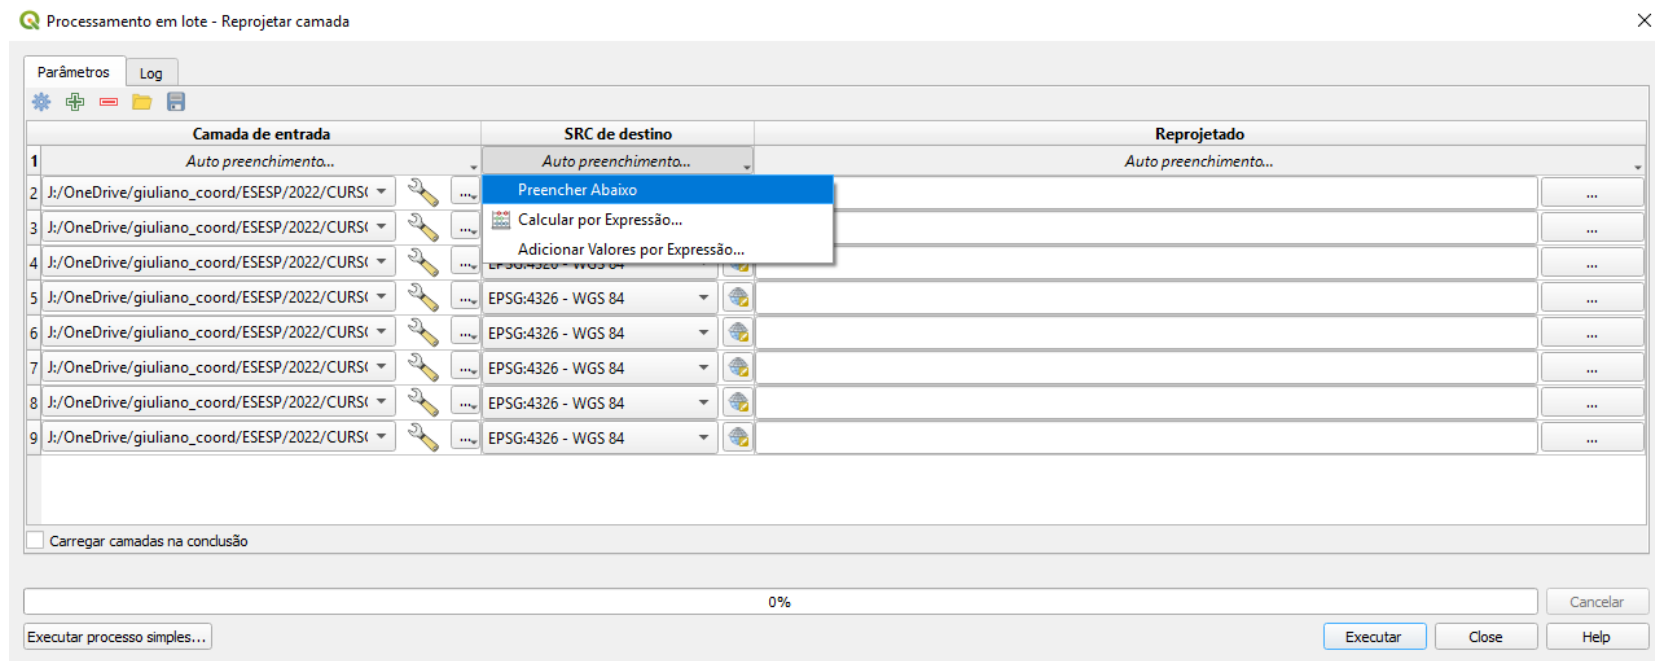 Processamento em lote - Reprojetar camada
Parâmetros Log
Camada de entrada SRC de destino Reprojetado
1 Auto preenchimento... Auto preenchimento... Auto preenchimento...
2 J:/OneDrive/giuliano_coord/ESESP/2022/CURS( ... Preencher Abaixo ...
3 J:/OneDrive/giuliano_coord/ESESP/2022/CURS( ... Calcular por Expressão... ...
Adicionar Valores por Expressão...
4 J:/OneDrive/giuliano_coord/ESESP/2022/CURS( ... EPSG:4326 - WGS 84 ...
5 J:/OneDrive/giuliano_coord/ESESP/2022/CURS( ... EPSG:4326 - WGS 84 ...
6 J:/OneDrive/giuliano_coord/ESESP/2022/CURS( ... EPSG:4326 - WGS 84 ...
7 J:/OneDrive/giuliano_coord/ESESP/2022/CURS( ... EPSG:4326 - WGS 84 ...
8 J:/OneDrive/giuliano_coord/ESESP/2022/CURS( ... EPSG:4326 - WGS 84 ...
9 J:/OneDrive/giuliano_coord/ESESP/2022/CURS( ... EPSG:4326 - WGS 84 ...
Carregar camadas na conclusão
0% Cancelar
Executar processo simples... Executar Close Help